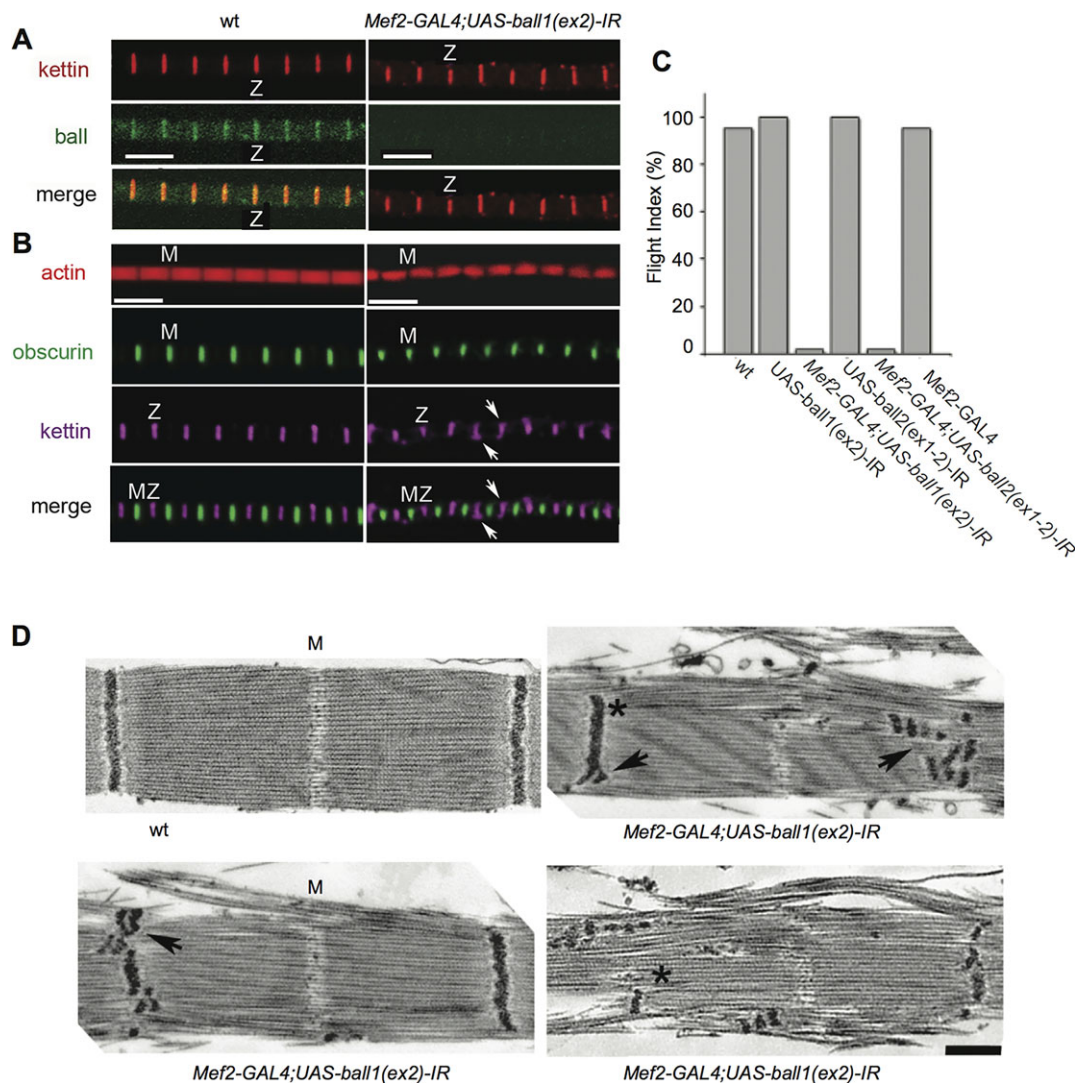 wt
Mef2-GAL4;UAS-ball1(ex2)-IR
A
kettin
Z
Z
ball
Z
merge
Z
Z
B
actin
M
M
obscurin
M
M
kettin
Z
Z
merge
MZ
MZ
C
Flight Index (%)
100
80
60
40
20
0
wt
UAS-ball1(ex2)-IR
Mef2-GAL4;UAS-ball1(ex2)-IR
UAS-ball2(ex1-2)-IR
Mef2-GAL4;UAS-ball2(ex1-2)-IR
Mef2-GAL4
D
M
*
wt
Mef2-GAL4;UAS-ball1(ex2)-IR
M
*
Mef2-GAL4;UAS-ball1(ex2)-IR
Mef2-GAL4;UAS-ball1(ex2)-IR